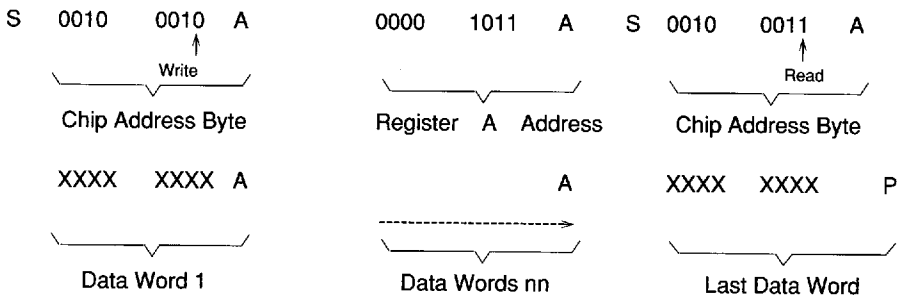 S 0010 0010 A 0000 1011 A S 0010 0011 A
Write Read
Chip Address Byte Register A Address Chip Address Byte
XXXX XXXX A A XXXX XXXX P
Data Word 1 Data Words nn Last Data Word